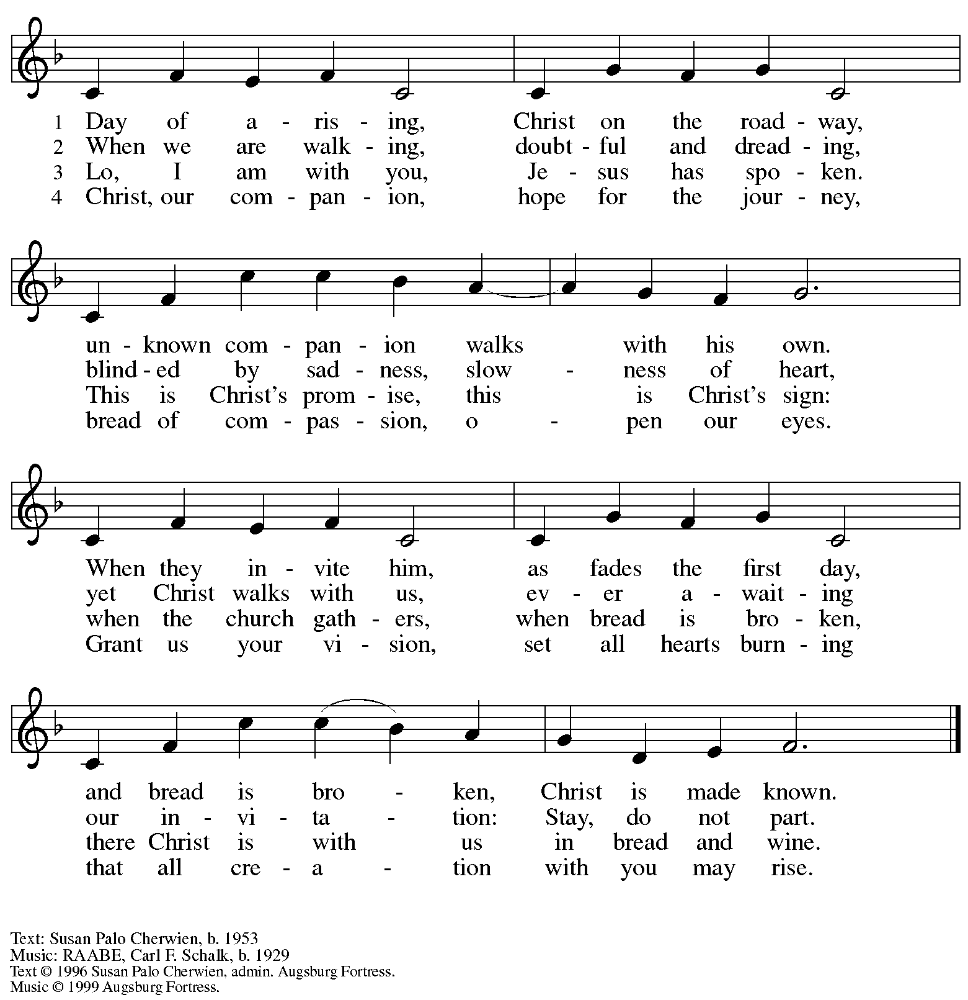 1 Day of a - ris - ing, Christ on the road - way,
2 When we are walk - ing, doubt - ful and dread - ing,
3 Lo, I am with you, Je - sus has spo - ken.
4 Christ, our com - pan - ion, hope for the jour - ney,
un - known com - pan - ion walks with his own.
blind - ed by sad - ness, slow - ness of heart,
This is Christ's prom - ise, this is Christ's sign:
bread of com - pas - sion, o - pen our eyes.
When they in - vite him, as fades the first day,
yet Christ walks with us, ev - er a - wait - ing
when the church gath - ers, when bread is bro - ken,
Grant us your vi - sion, set all hearts burn - ing
and bread is bro - ken, Christ is made known.
our in - vi - ta - tion: Stay, do not part.
there Christ is with us in bread and wine.
that all cre - a - tion with you may rise.
Text: Susan Palo Cherwien, b. 1953
Music: RAABE, Carl F. Schalk, b. 1929
Text © 1996 Susan Palo Cherwien, admin. Augsburg Fortress.
Music © 1999 Augsburg Fortress.